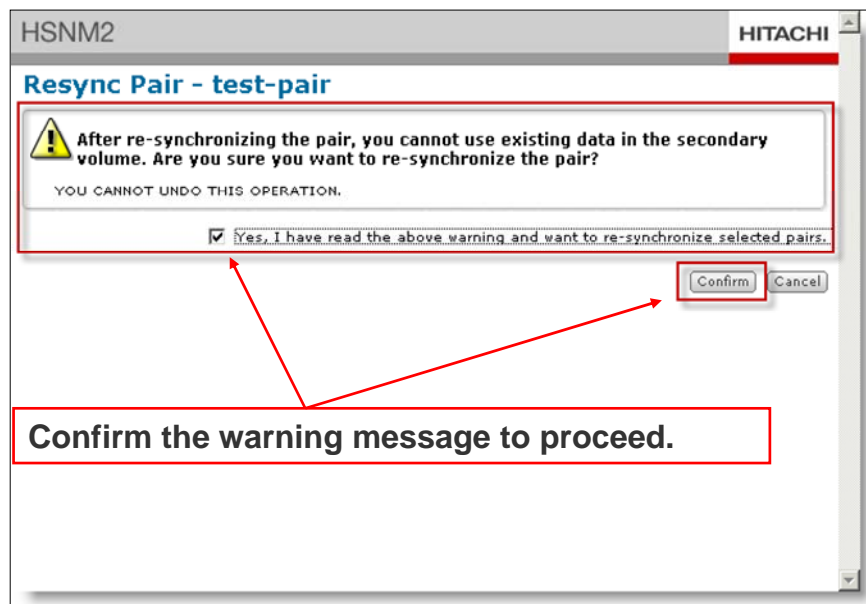 HSNM2
HITACHI
Resync Pair - test-pair
After re-synchronizing the pair, you cannot use existing data in the secondary
volume. Are you sure you want to re-synchronize the pair?
YOU CANNOT UNDO THIS OPERATION.
Yes, I have read the above warning and want to re-synchronize selected pairs.
Confirm Cancel
Confirm the warning message to proceed.